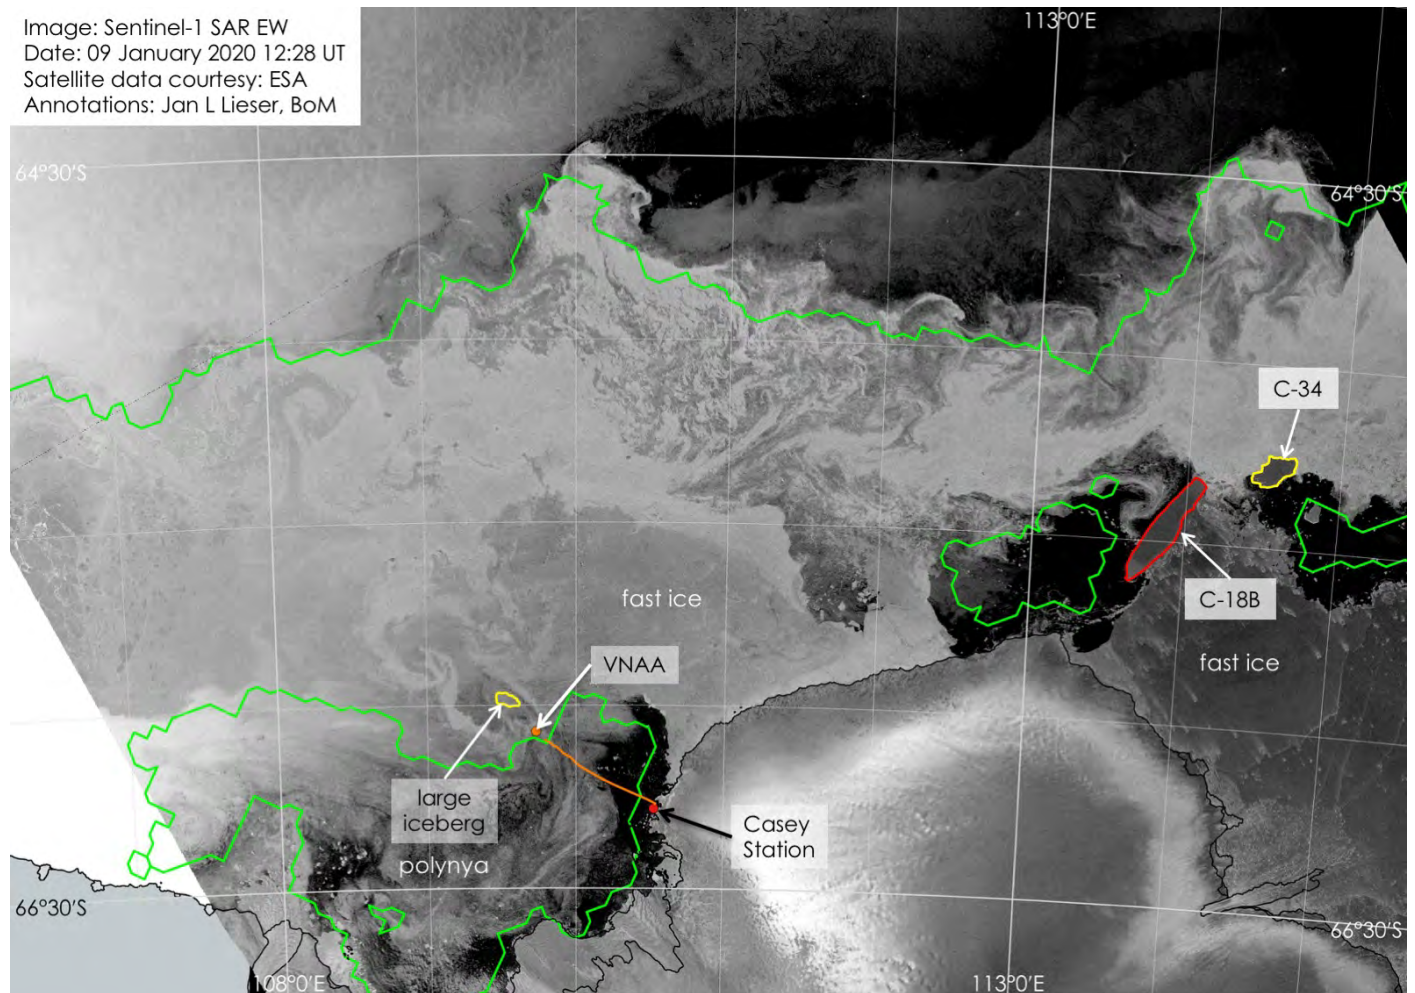 Image: Sentinel-1 SAR EW
Date: 09 January 2020 12:28 UT
Satellite data courtesy: ESA
Annotations: Jan L Lieser, BoM
113°0'E
64°30'S
64°30'S
C-34
C-18B
fast ice
fast ice
VNAA
large
iceberg
polynya
Casey
Station
66°30'S
66°30'S
108°0'E
113°0'E